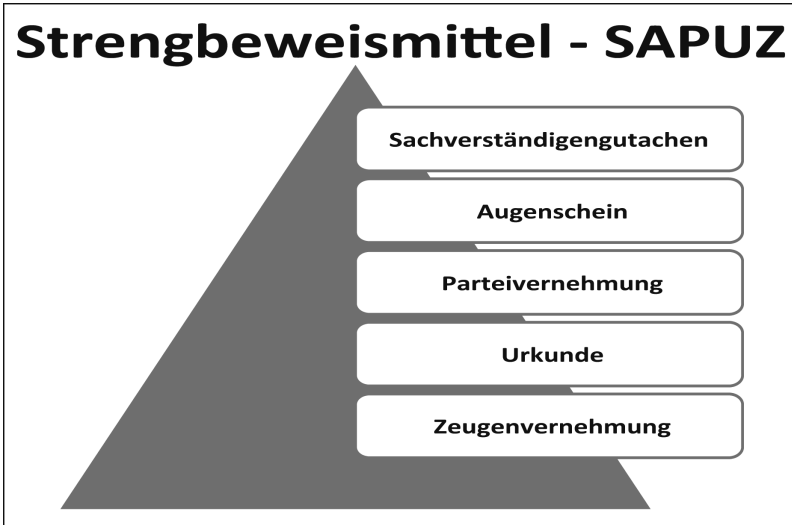 Strengbeweismittel - SAPUZ
Sachverständigengutachen
Augenschein
Parteivernehmung
Urkunde
Zeugenvernehmung